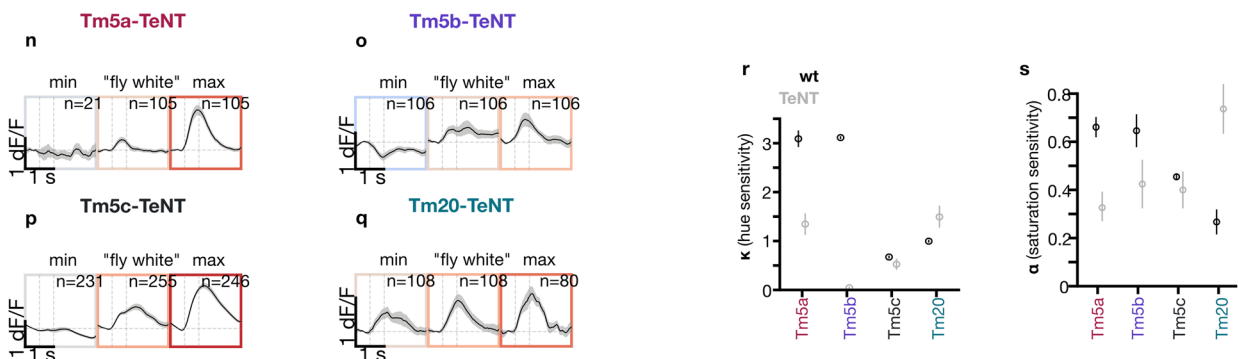 Tm5a-TeNT
n
min "fly white" max
n=21 n=105 n=105
1 dF/F
1 s
Tm5b-TeNT
o
min "fly white" max
n=106 n=106 n=106
1 dF/F
1 s
Tm5c-TeNT
p
min "fly white" max
n=231 n=255 n=246
1 dF/F
1 s
Tm20-TeNT
q
min "fly white" max
n=108 n=108 n=80
1 dF/F
1 s
r
wt
TeNT
κ (hue sensitivity)
3
2
1
0
Tm5a Tm5b Tm5c Tm20
s
α (saturation sensitivity)
0.8
0.6
0.4
0.2
0
Tm5a Tm5b Tm5c Tm20